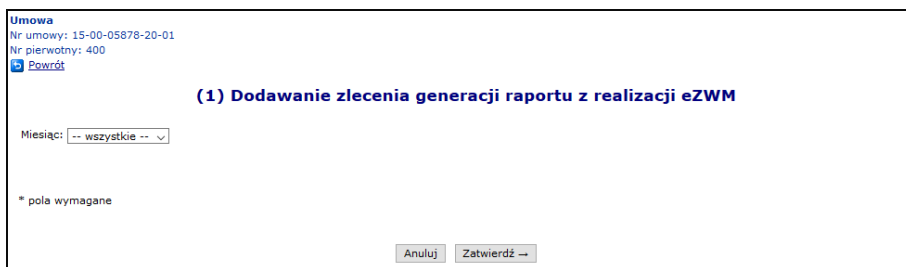 Umowa
Nr umowy: 15-00-05878-20-01
Nr pierwotny: 400
Powrót
(1) Dodawanie zlecenia generacji raportu z realizacji eZWM
Miesiąc: -- wszystkie --
* pola wymagane
Anuluj Zatwierdź →